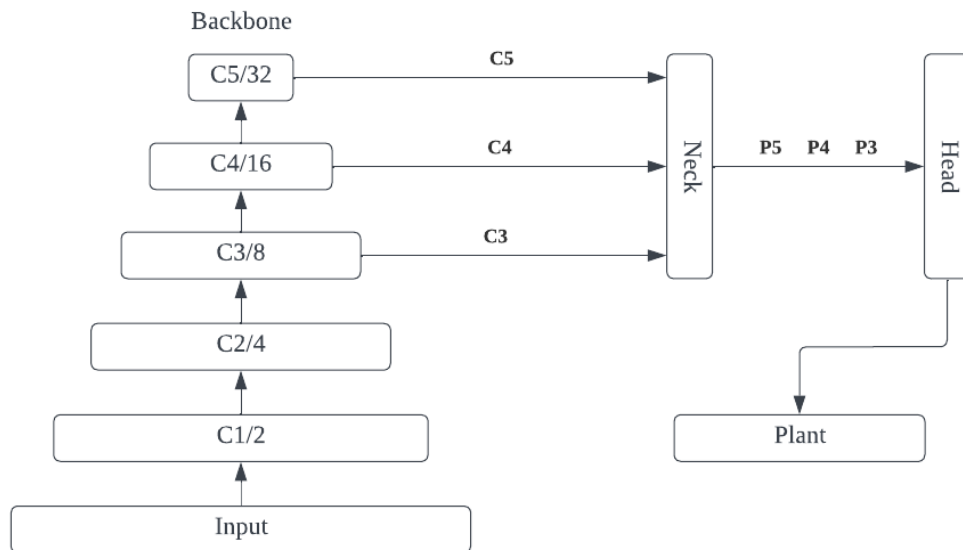 Backbone
C5/32
C5
C4/16
C4
Neck
P5 P4 P3
Head
C3/8
C3
C2/4
C1/2
Plant
Input